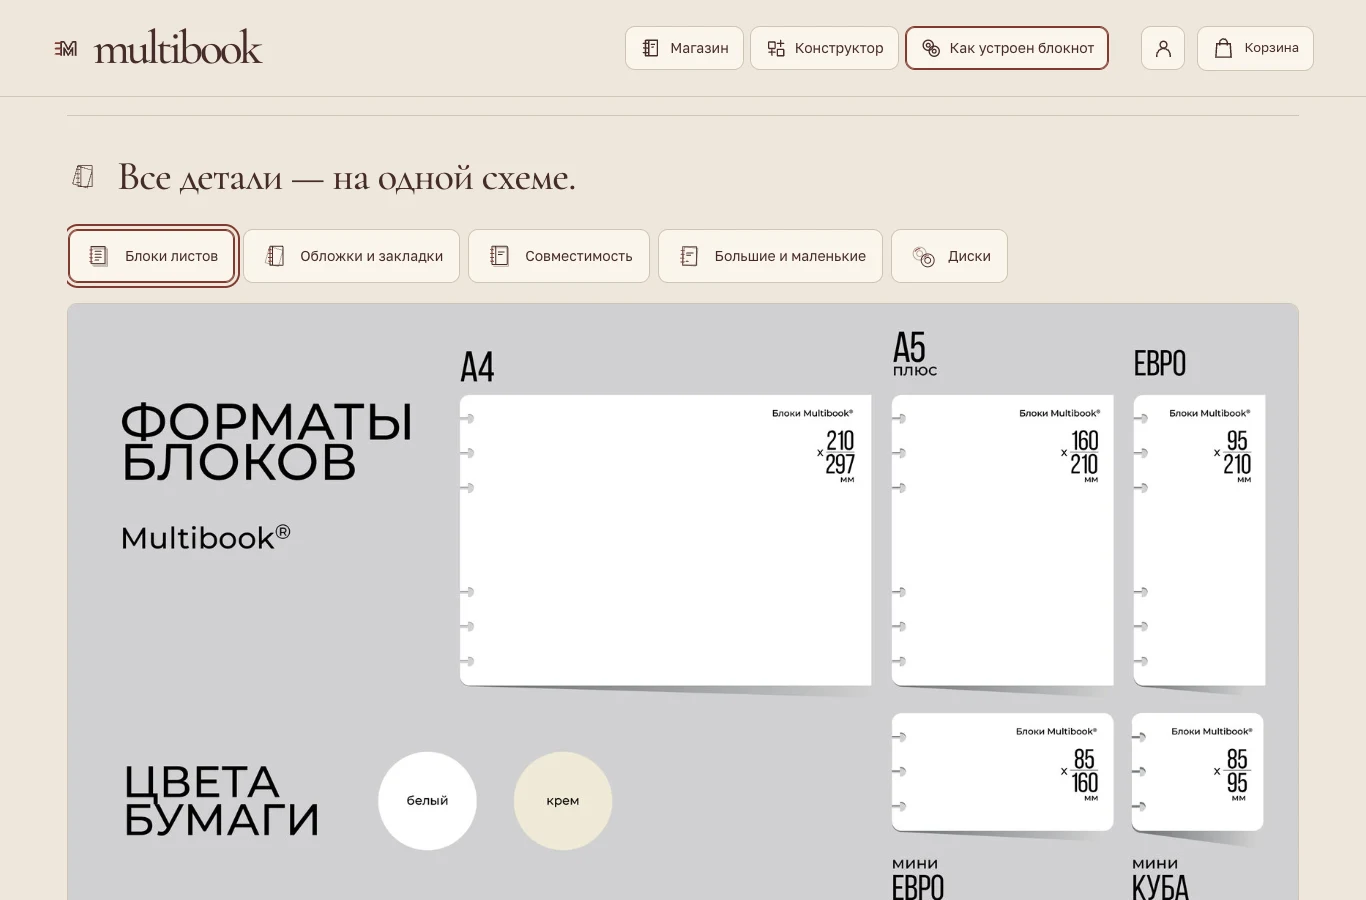 multibook
Магазин
Конструктор
Как устроен блокнот
Корзина
Все детали — на одной схеме.
Блоки листов
Обложки и закладки
Совместимость
Большие и маленькие
Диски
ФОРМАТЫ
БЛОКОВ
Multibook®
А4
Блоки Multibook®
x 210
297
мм
А5
ПЛЮС
Блоки Multibook®
x 160
210
мм
ЕВРО
Блоки Multibook®
x 95
210
мм
ЦВЕТА
БУМАГИ
белый
крем
Блоки Multibook®
x 85
160
мм
МИНИ
ЕВРО
Блоки Multibook®
x 85
95
мм
МИНИ
КУБА